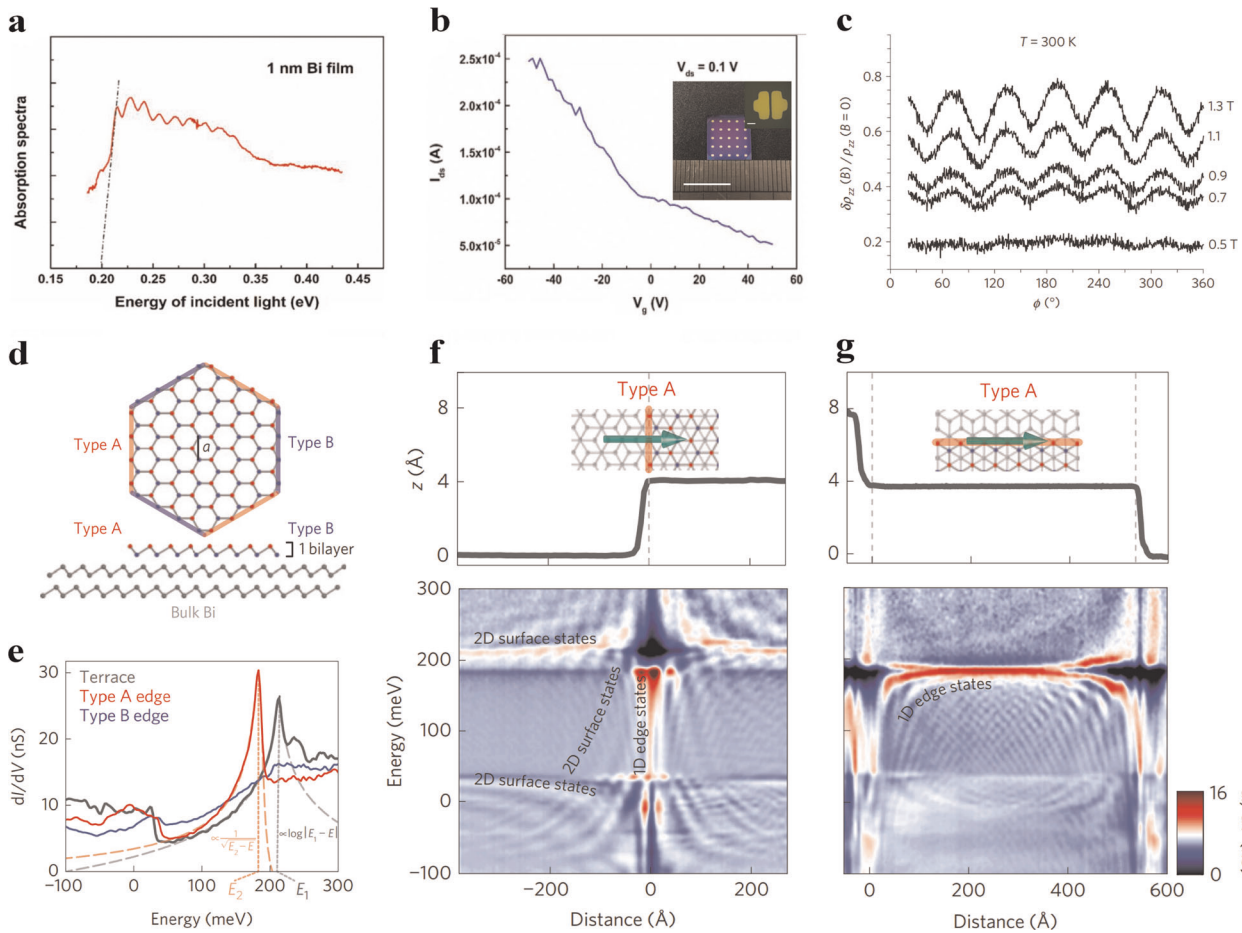 a
1 nm Bi film
Absorption spectra
0.15 0.20 0.25 0.30 0.35 0.40 0.45
Energy of incident light (eV)
b
V_ds = 0.1 V
2.5x10⁻⁴
2.0x10⁻⁴
1.5x10⁻⁴
1.0x10⁻⁴
5.0x10⁻⁵
I_ds (A)
-60 -40 -20 0 20 40 60
V_g (V)
c
T = 300 K
0.8
0.6
0.4
0.2
δρ_zz (B) / ρ_zz (B = 0)
1.3 T
1.1
0.9
0.7
0.5 T
0 60 120 180 240 300 360
ϕ (°)
d
Type A
a
Type B
Type A
Type B
1 bilayer
Bulk Bi
e
30
20
10
0
dI/dV (nS)
Terrace
Type A edge
Type B edge
∝ 1/√E₂ − E
∝log|E₁ − E|
−100 0 100 200 300
E₂ E₁
Energy (meV)
f
Type A
8
4
0
z (Å)
300
200
100
0
−100
Energy (meV)
2D surface states
2D surface states
1D edge states
2D surface states
−200 0 200
Distance (Å)
g
Type A
8
4
0
1D edge states
0 200 400 600
Distance (Å)
16
0